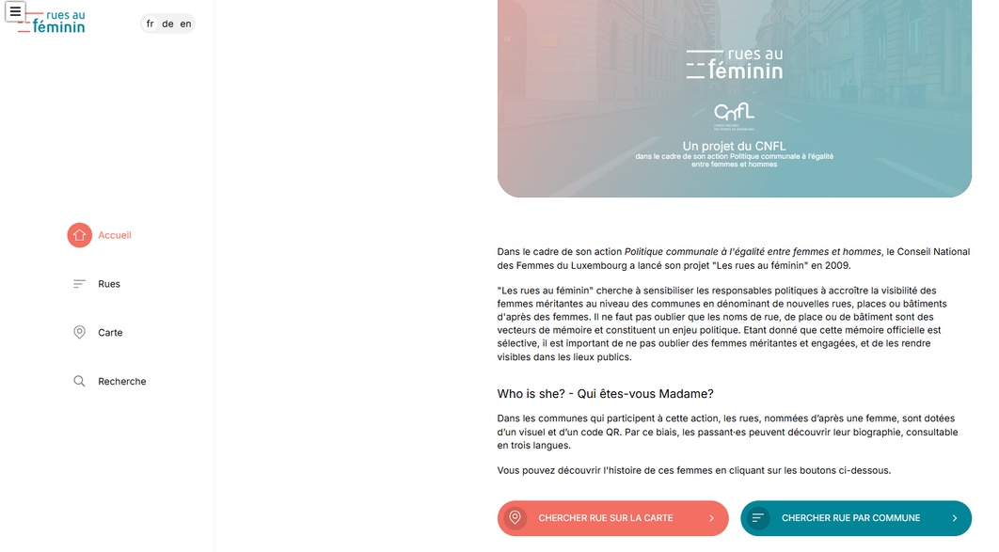 rues au
féminin
fr de en
Accueil
Rues
Carte
Recherche
rues au
féminin
CNFL
Un projet du CNFL
dans le cadre de son action Politique communale à l'égalité
entre femmes et hommes
Dans le cadre de son action Politique communale à l'égalité entre femmes et hommes, le Conseil National
des Femmes du Luxembourg a lancé son projet "Les rues au féminin" en 2009.
"Les rues au féminin" cherche à sensibiliser les responsables politiques à accroître la visibilité des
femmes méritantes au niveau des communes en dénominant de nouvelles rues, places ou bâtiments
d'après des femmes. Il ne faut pas oublier que les noms de rue, de place ou de bâtiment sont des
vecteurs de mémoire et constituent un enjeu politique. Etant donné que cette mémoire officielle est
sélective, il est important de ne pas oublier des femmes méritantes et engagées, et de les rendre
visibles dans les lieux publics.
Who is she? - Qui êtes-vous Madame?
Dans les communes qui participent à cette action, les rues, nommées d’après une femme, sont dotées
d’un visuel et d’un code QR. Par ce biais, les passant·es peuvent découvrir leur biographie, consultable
en trois langues.
Vous pouvez découvrir l'histoire de ces femmes en cliquant sur les boutons ci-dessous.
CHERCHER RUE SUR LA CARTE
CHERCHER RUE PAR COMMUNE